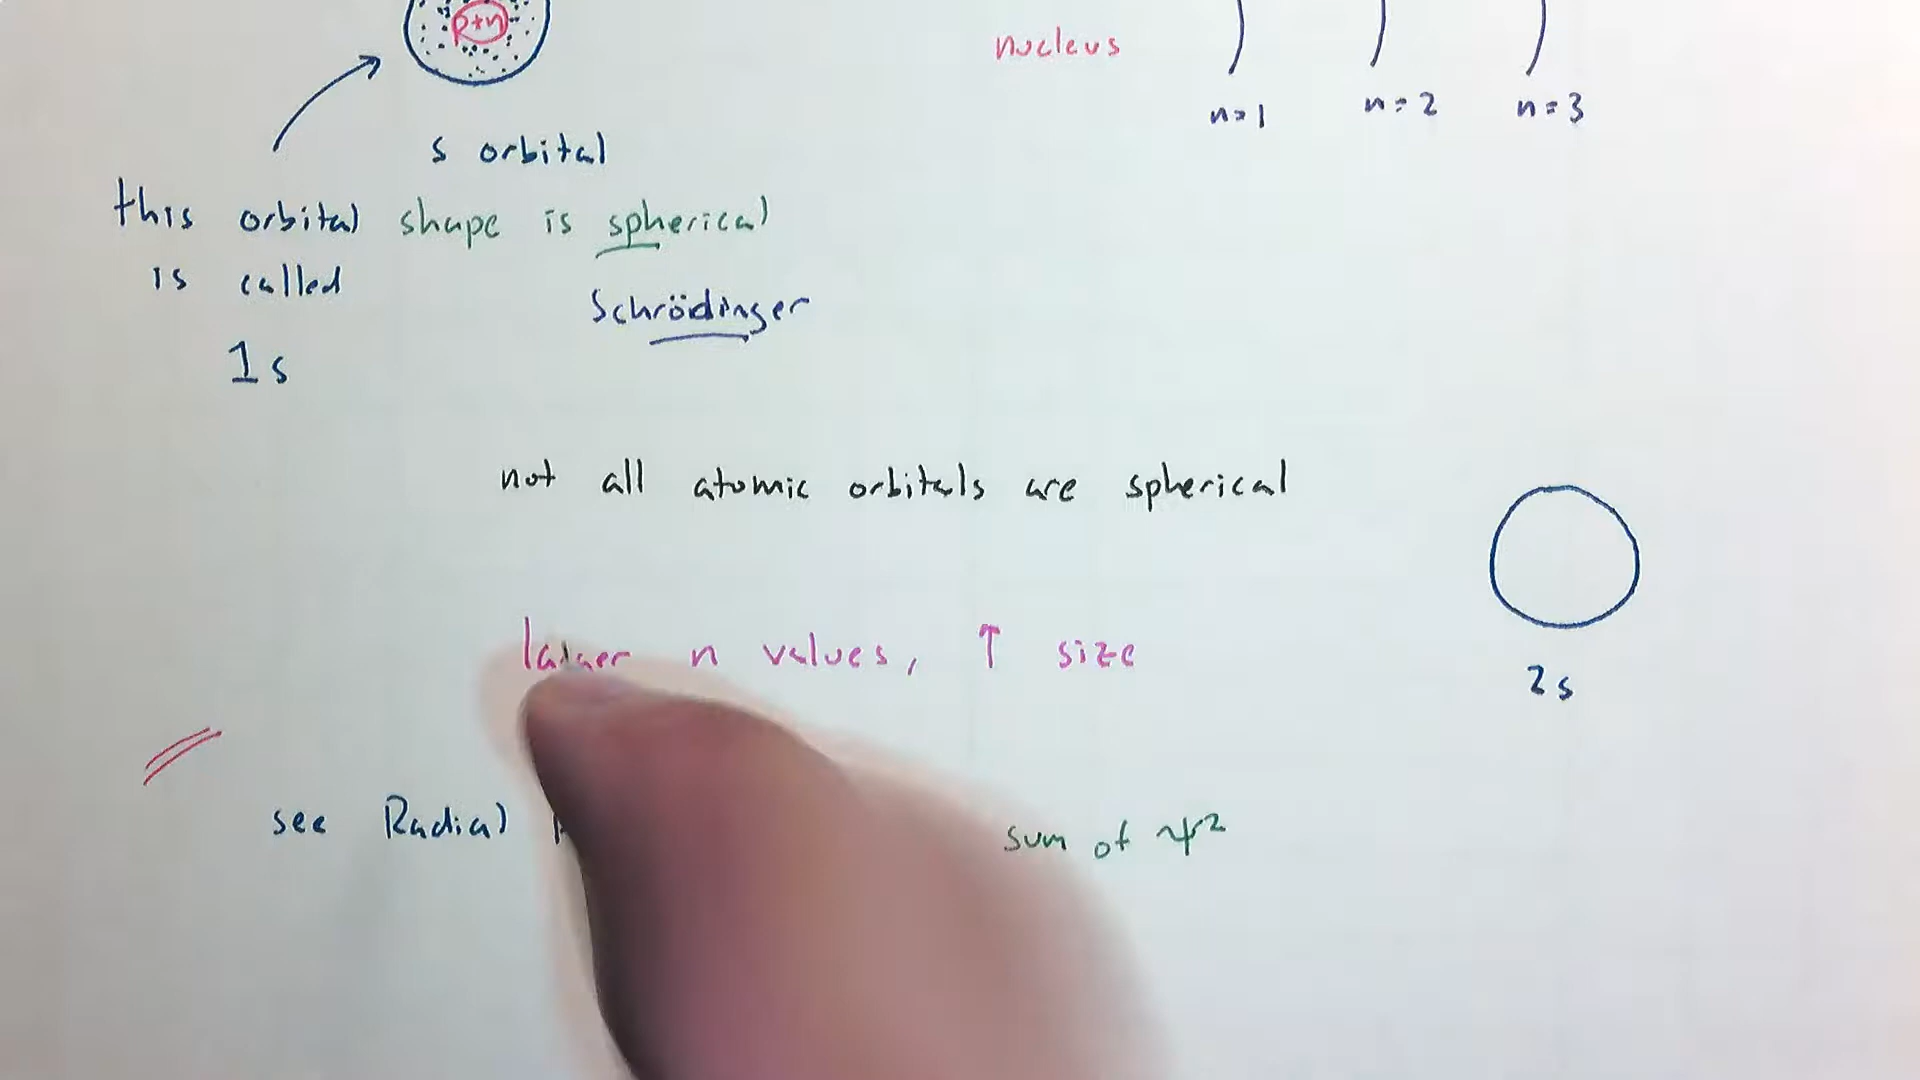 p+n
nucleus
n=1
n=2
n=3
s orbital
this orbital shape is spherical
is called
Schrödinger
1s
not all atomic orbitals are spherical
larger n values, ↑ size
2s
see Radial
sum of ψ²